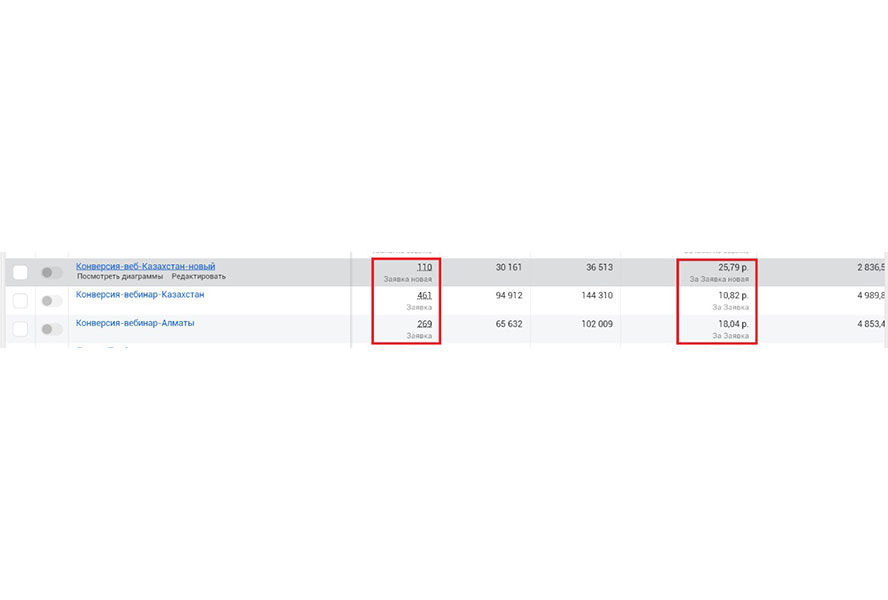 Конверсия-веб-Казахстан-новый 110 30 161 36 513 25,79 р. 2 836,5
Посмотреть диаграммы Редактировать Заявка новая За Заявка новая
Конверсия-вебинар-Казахстан 461 94 912 144 310 10,82 р. 4 989,8
Заявка За Заявка
Конверсия-вебинар-Алматы 269 65 632 102 009 18,04 р. 4 853,4
Заявка За Заявка